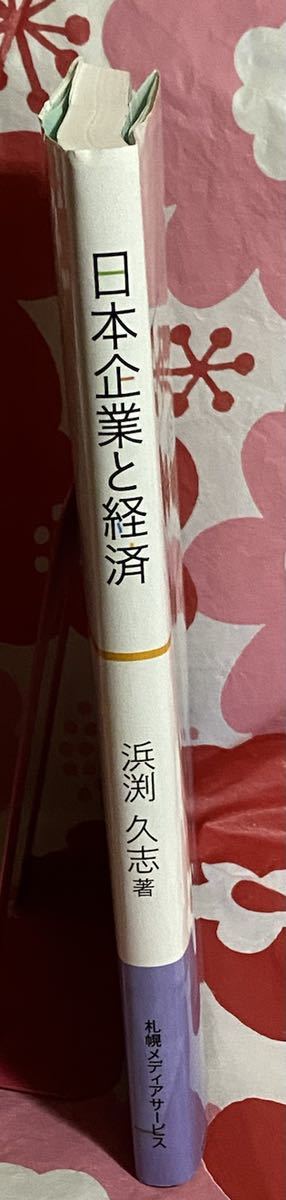 日本企業と経済
浜渕 久志 著
札幌メディアサービス